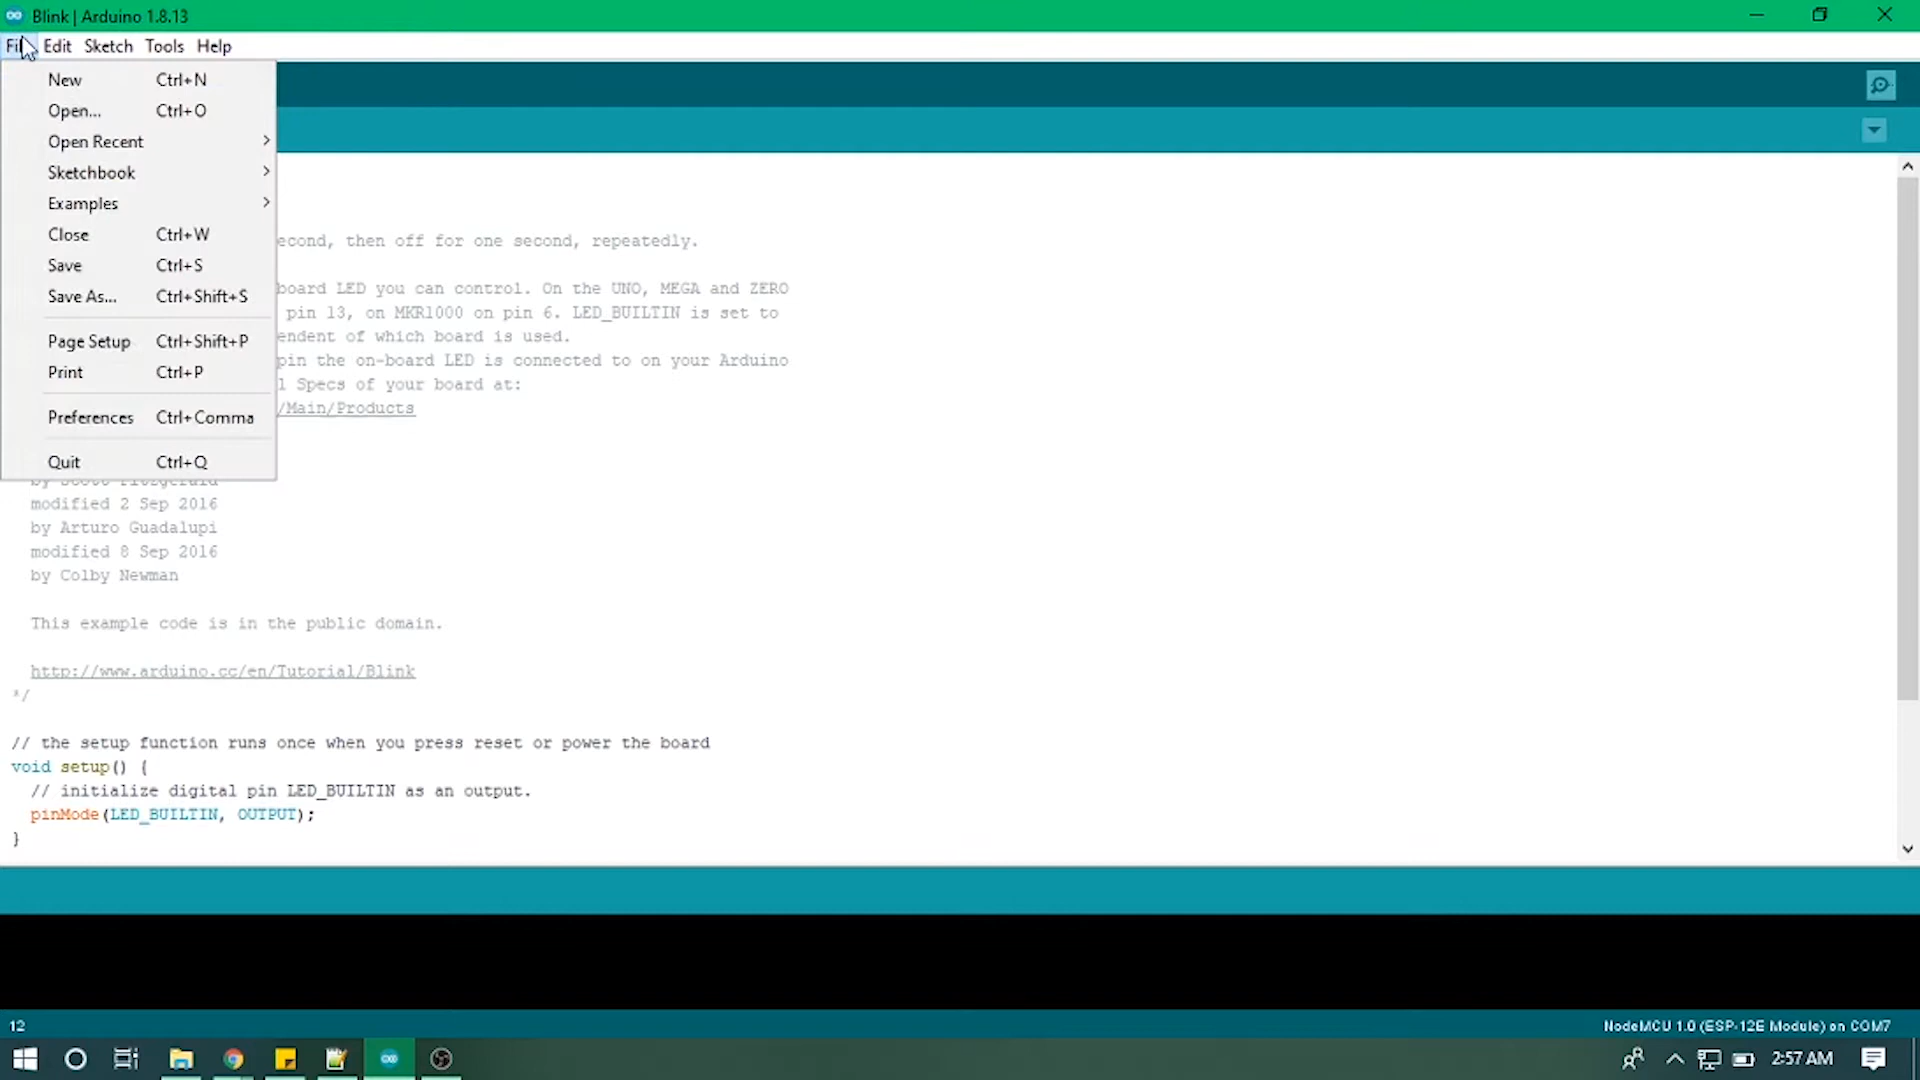 Blink | Arduino 1.8.13
Edit Sketch Tools Help
New Ctrl+N
Open... Ctrl+O
Open Recent
Sketchbook
Examples
Close Ctrl+W
Save Ctrl+S
Save As... Ctrl+Shift+S
Page Setup Ctrl+Shift+P
Print Ctrl+P
Preferences Ctrl+Comma
Quit Ctrl+Q
econd, then off for one second, repeatedly.
board LED you can control. On the UNO, MEGA and ZERO
pin 13, on MKR1000 on pin 6. LED_BUILTIN is set to
endent of which board is used.
pin the on-board LED is connected to on your Arduino
l Specs of your board at:
/Main/Products
modified 2 Sep 2016
by Arturo Guadalupi
modified 8 Sep 2016
by Colby Newman
This example code is in the public domain.
http://www.arduino.cc/en/Tutorial/Blink
*/
// the setup function runs once when you press reset or power the board
void setup() {
// initialize digital pin LED_BUILTIN as an output.
pinMode(LED_BUILTIN, OUTPUT);
}
12
NodeMCU 1.0 (ESP-12E Module) on COM7
2:57 AM